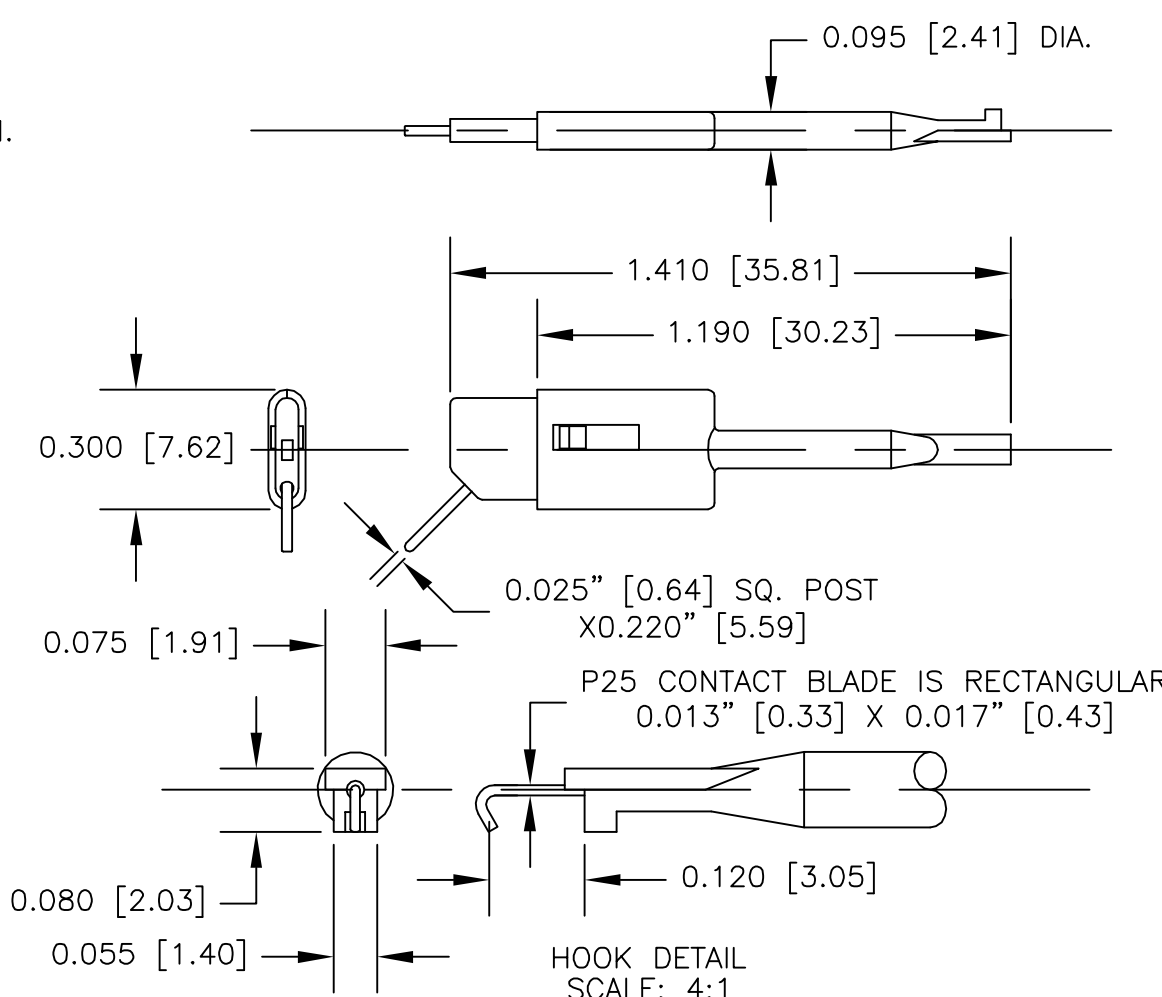 0.095 [2.41] DIA.
1.410 [35.81]
1.190 [30.23]
0.300 [7.62]
0.025” [0.64] SQ. POST
X0.220” [5.59]
0.075 [1.91]
P25 CONTACT BLADE IS RECTANGULAR
0.013” [0.33] X 0.017” [0.43]
0.120 [3.05]
0.080 [2.03]
0.055 [1.40]
HOOK DETAIL
SCALE: 4:1